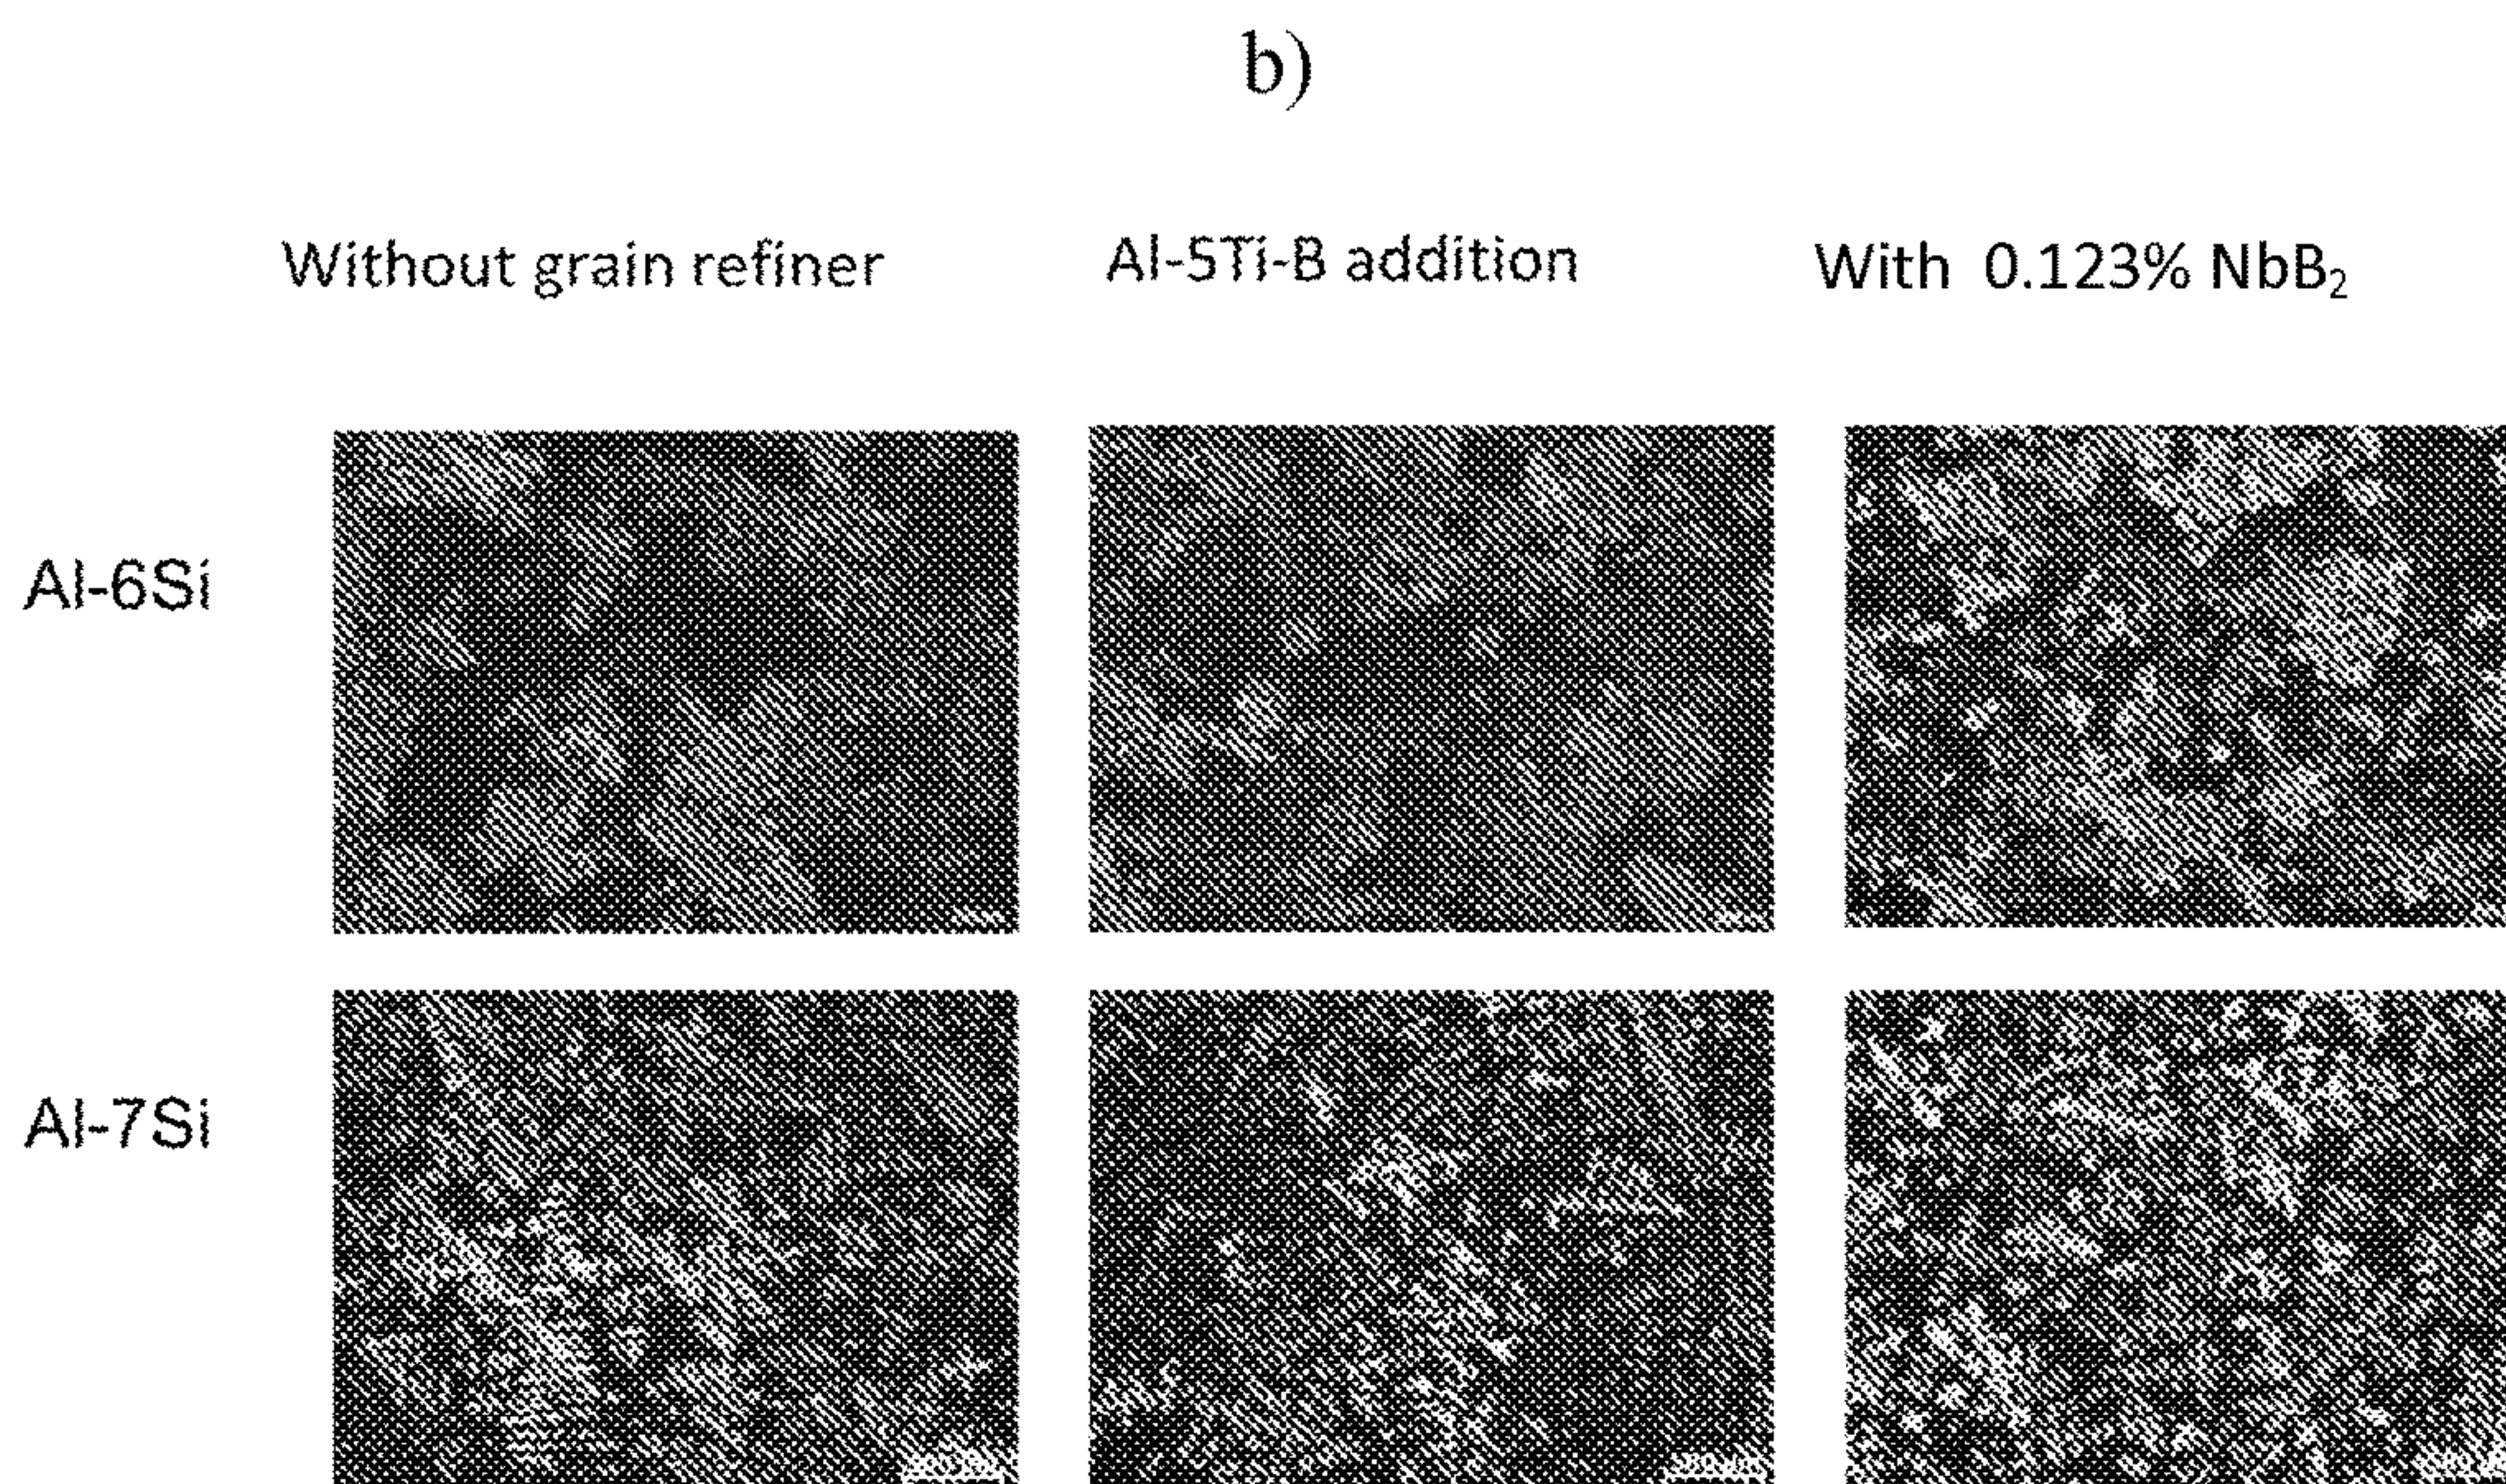 b)
Without grain refiner Al-5Ti-B addition With 0.123% NbB₂
Al-6Si
Al-7Si